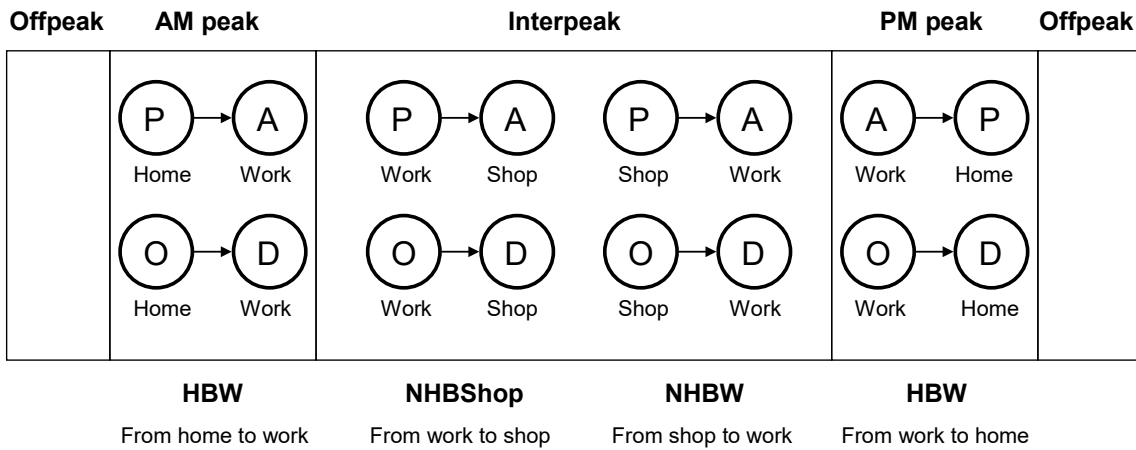 Offpeak AM peak Interpeak PM peak Offpeak
P A P A P A A P
Home Work Work Shop Shop Work Work Home
O D O D O D O D
Home Work Work Shop Shop Work Work Home
HBW NHBShop NHBW HBW
From home to work From work to shop From shop to work From work to home